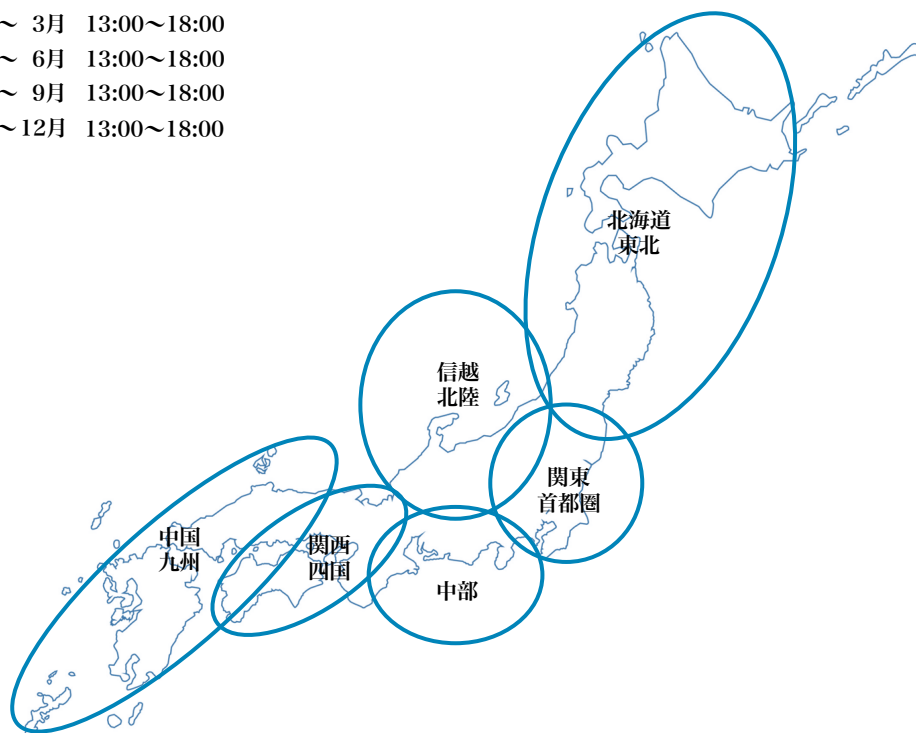 ～ 3月 13:00～18:00
～ 6月 13:00～18:00
～ 9月 13:00～18:00
～12月 13:00～18:00
北海道
東北
信越
北陸
関東
首都圏
中国
九州
関西
四国
中部